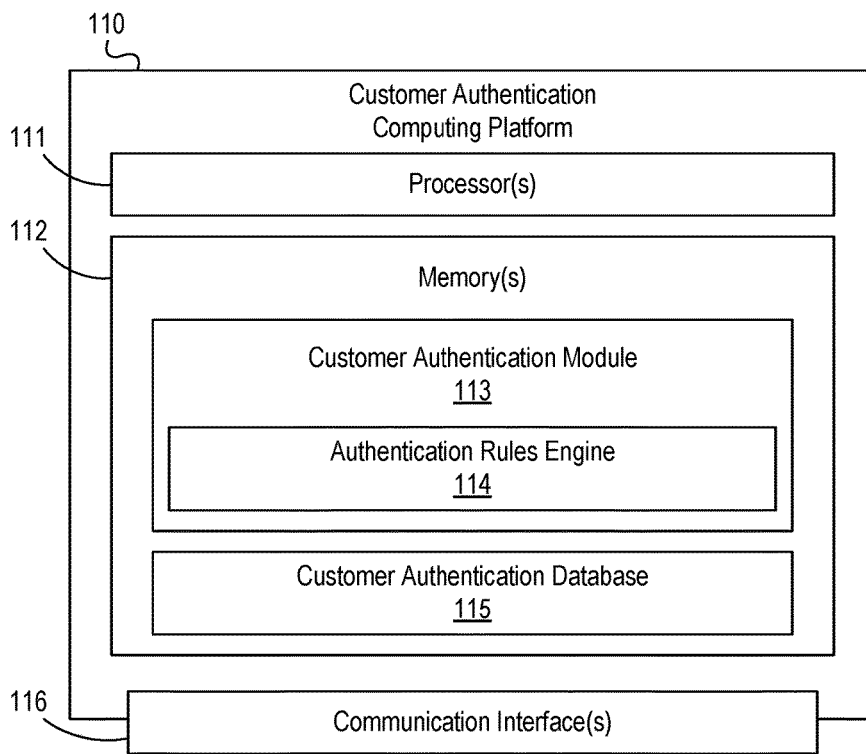 110
Customer Authentication
Computing Platform
111
Processor(s)
112
Memory(s)
Customer Authentication Module
113
Authentication Rules Engine
114
Customer Authentication Database
115
116
Communication Interface(s)